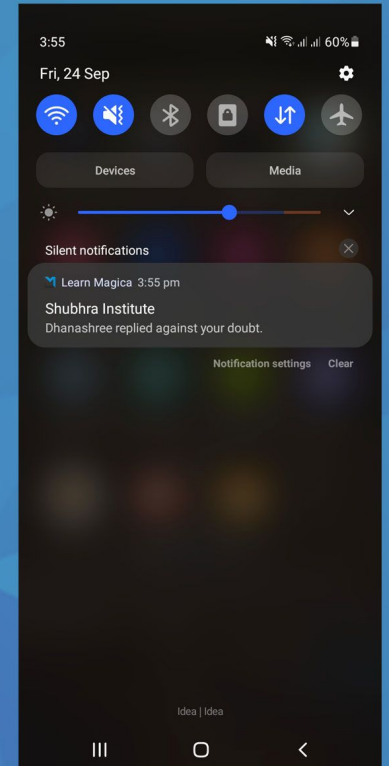 3:55 60%
Fri, 24 Sep
Devices Media
Silent notifications
Learn Magica 3:55 pm
Shubhra Institute
Dhanashree replied against your doubt.
Notification settings Clear
Idea | Idea